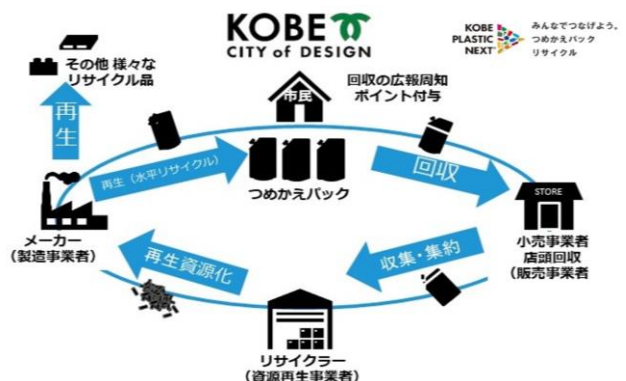 KOBE
CITY of DESIGN
KOBE
PLASTIC
NEXT
みんなでつなげよう。
つめかえパック
リサイクル
その他 様々な
リサイクル品
再生
市民
回収の広報周知
ポイント付与
再生（水平リサイクル）
つめかえパック
回収
STORE
メーカー
（製造事業者）
小売事業者
店頭回収
（販売事業者
再生資源化
収集・集約
リサイクラー
（資源再生事業者）